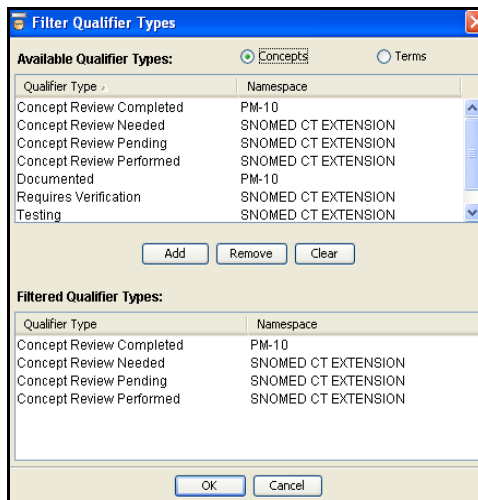 Filter Qualifier Types
Available Qualifier Types: Concepts Terms
Qualifier Type Namespace
Concept Review Completed PM-10
Concept Review Needed SNOMED CT EXTENSION
Concept Review Pending SNOMED CT EXTENSION
Concept Review Performed SNOMED CT EXTENSION
Documented PM-10
Requires Verification SNOMED CT EXTENSION
Testing SNOMED CT EXTENSION
Add Remove Clear
Filtered Qualifier Types:
Qualifier Type Namespace
Concept Review Completed PM-10
Concept Review Needed SNOMED CT EXTENSION
Concept Review Pending SNOMED CT EXTENSION
Concept Review Performed SNOMED CT EXTENSION
OK Cancel